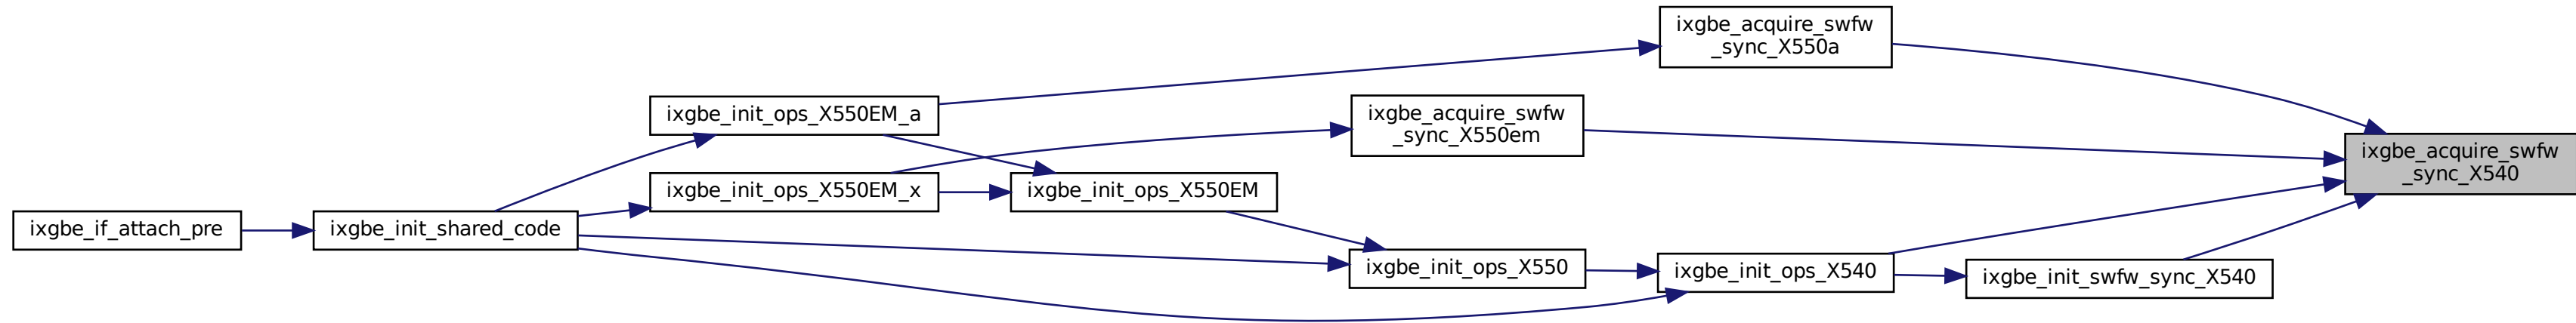 ixgbe_acquire_swfw
_sync_X550a
ixgbe_init_ops_X550EM_a
ixgbe_acquire_swfw
_sync_X550em
ixgbe_acquire_swfw
_sync_X540
ixgbe_init_ops_X550EM_x
ixgbe_init_ops_X550EM
ixgbe_if_attach_pre
ixgbe_init_shared_code
ixgbe_init_ops_X550
ixgbe_init_ops_X540
ixgbe_init_swfw_sync_X540